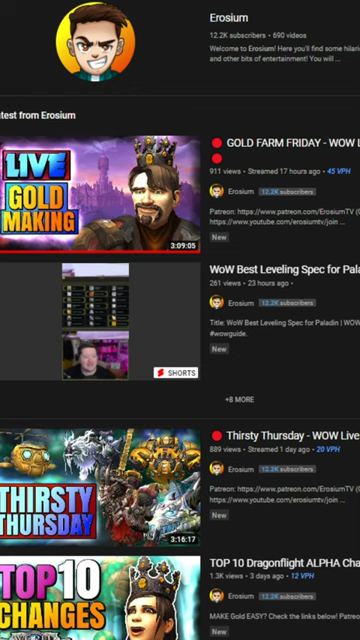 Erosium
12.2K subscribers • 690 videos
Welcome to Erosium! Here you'll find some hilari
and other bits of entertainment! You will ...
atest from Erosium
LIVE
GOLD
MAKING
3:09:05
GOLD FARM FRIDAY - WOW L
911 views • Streamed 17 hours ago • 45 VPH
Erosium 12.2K subscribers
Patreon: https://www.patreon.com/ErosiumTV (
https://www.youtube.com/erosiumtv/join ...
New
SHORTS
WoW Best Leveling Spec for Pala
261 views • 23 hours ago •
Erosium 12.2K subscribers
Title: WoW Best Leveling Spec for Paladin | WOW
#wowguide.
New
+8 MORE
THIRSTY
THURSDAY
3:16:17
Thirsty Thursday - WOW Live
889 views • Streamed 1 day ago • 20 VPH
Erosium 12.2K subscribers
Patreon: https://www.patreon.com/ErosiumTV (
https://www.youtube.com/erosiumtv/join ...
New
TOP 10
CHANGES
TOP 10 Dragonflight ALPHA Cha
1.3K views • 3 days ago • 12 VPH
Erosium 12.2K subscribers
MAKE Gold EASY? Check the links below! Patreon
New